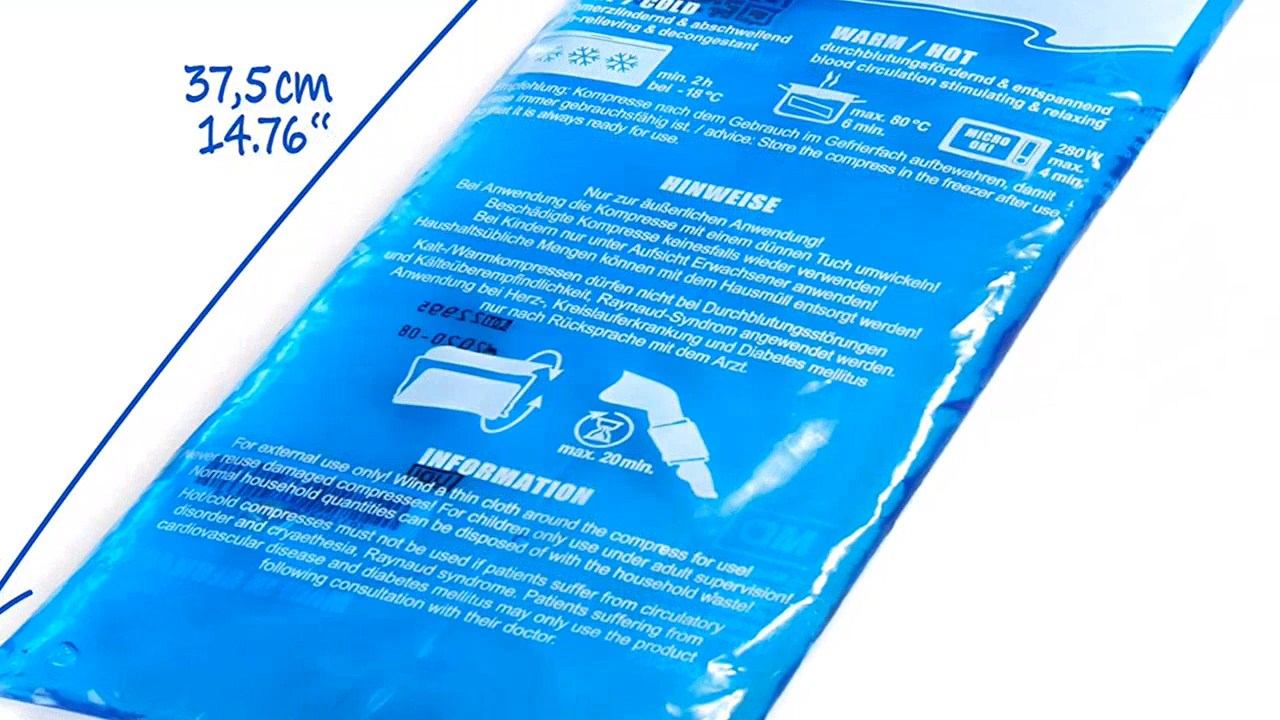 37,5 cm
14.76“
/ COLD
schmerzlindernd & abschwellend
pain-relieving & decongestant
min. 2 h
bei -18 °C
WARM / HOT
durchblutungsfördernd & entspannend
blood circulation stimulating & relaxing
max. 80 °C
6 min.
MICRO
OK!
280 W
max.
4 min.
Empfehlung: Kompresse nach dem Gebrauch im Gefrierfach aufbewahren, damit
diese immer gebrauchsfähig ist. / advice: Store the compress in the freezer after use
that it is always ready for use.
HINWEISE
Nur zur äußerlichen Anwendung!
Bei Anwendung die Kompresse mit einem dünnen Tuch umwickeln!
Beschädigte Kompresse keinesfalls wieder verwenden!
Bei Kindern nur unter Aufsicht Erwachsener anwenden!
Haushaltsübliche Mengen können mit dem Hausmüll entsorgt werden!
Kalt-/Warmkompressen dürfen nicht bei Durchblutungsstörungen
und Kälteüberempfindlichkeit, Raynaud-Syndrom angewendet werden.
Anwendung bei Herz-, Kreislauferkrankung und Diabetes mellitus
nur nach Rücksprache mit dem Arzt.
max. 20 min.
INFORMATION
For external use only! Wind a thin cloth around the compress for use!
Never reuse damaged compresses! For children only use under adult supervision!
Normal household quantities can be disposed of with the household waste!
Hot/cold compresses must not be used if patients suffer from circulatory
disorder and cryaethesia, Raynaud syndrome. Patients suffering from
cardiovascular disease and diabetes mellitus may only use the product
following consultation with their doctor.